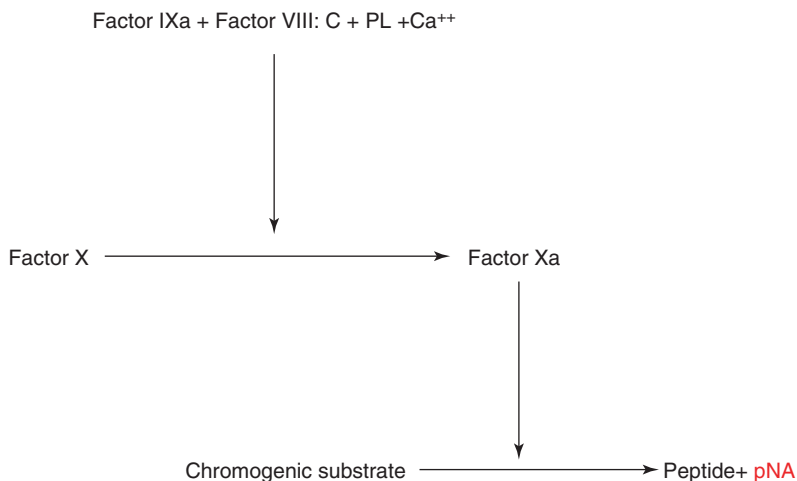 Factor IXa + Factor VIII: C + PL +Ca⁺⁺
Factor X
Factor Xa
Chromogenic substrate
Peptide+ pNA